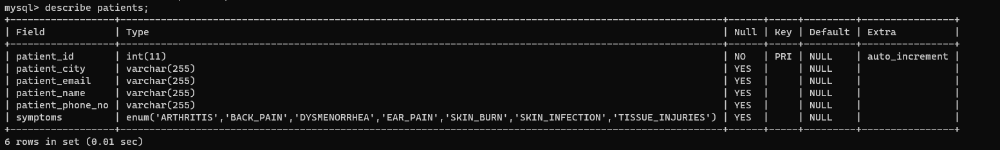 mysql> describe patients;
+------------------+--------------------------------------------------------------------------------------------------------+------+-----+---------+----------------+
| Field            | Type                                                                                                   | Null | Key | Default | Extra          |
+------------------+--------------------------------------------------------------------------------------------------------+------+-----+---------+----------------+
| patient_id       | int(11)                                                                                                | NO   | PRI | NULL    | auto_increment |
| patient_city     | varchar(255)                                                                                           | YES  |     | NULL    |                |
| patient_email    | varchar(255)                                                                                           | YES  |     | NULL    |                |
| patient_name     | varchar(255)                                                                                           | YES  |     | NULL    |                |
| patient_phone_no | varchar(255)                                                                                           | YES  |     | NULL    |                |
| symptoms         | enum('ARTHRITIS','BACK_PAIN','DYSMENORRHEA','EAR_PAIN','SKIN_BURN','SKIN_INFECTION','TISSUE_INJURIES') | YES  |     | NULL    |                |
+------------------+--------------------------------------------------------------------------------------------------------+------+-----+---------+----------------+
6 rows in set (0.01 sec)